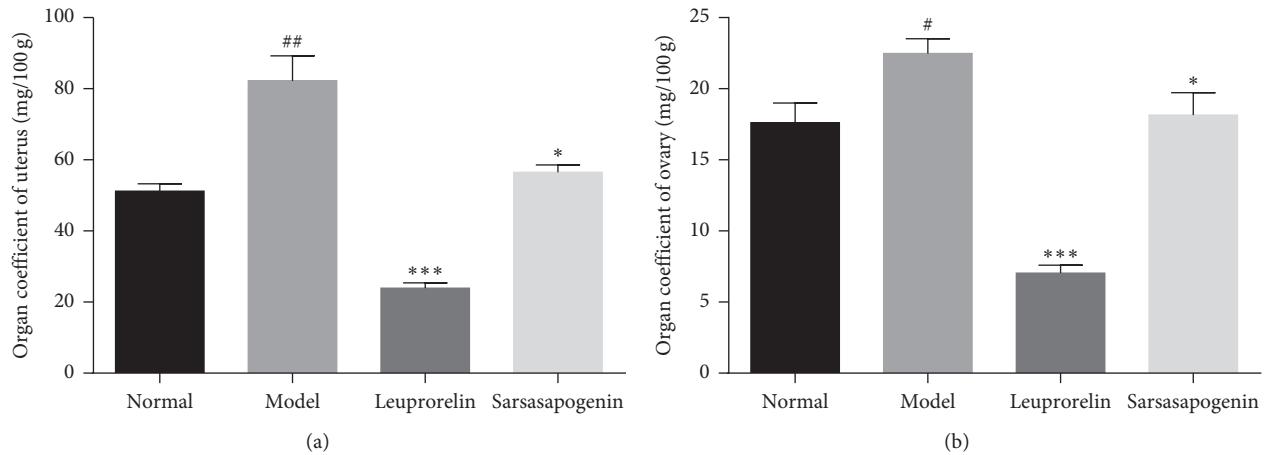 Organ coefficient of uterus (mg/100 g)
100
80
60
40
20
0
##
***
*
Normal
Model
Leuprorelin
Sarsasapogenin
(a)
Organ coefficient of ovary (mg/100 g)
25
20
15
10
5
0
#
***
*
Normal
Model
Leuprorelin
Sarsasapogenin
(b)